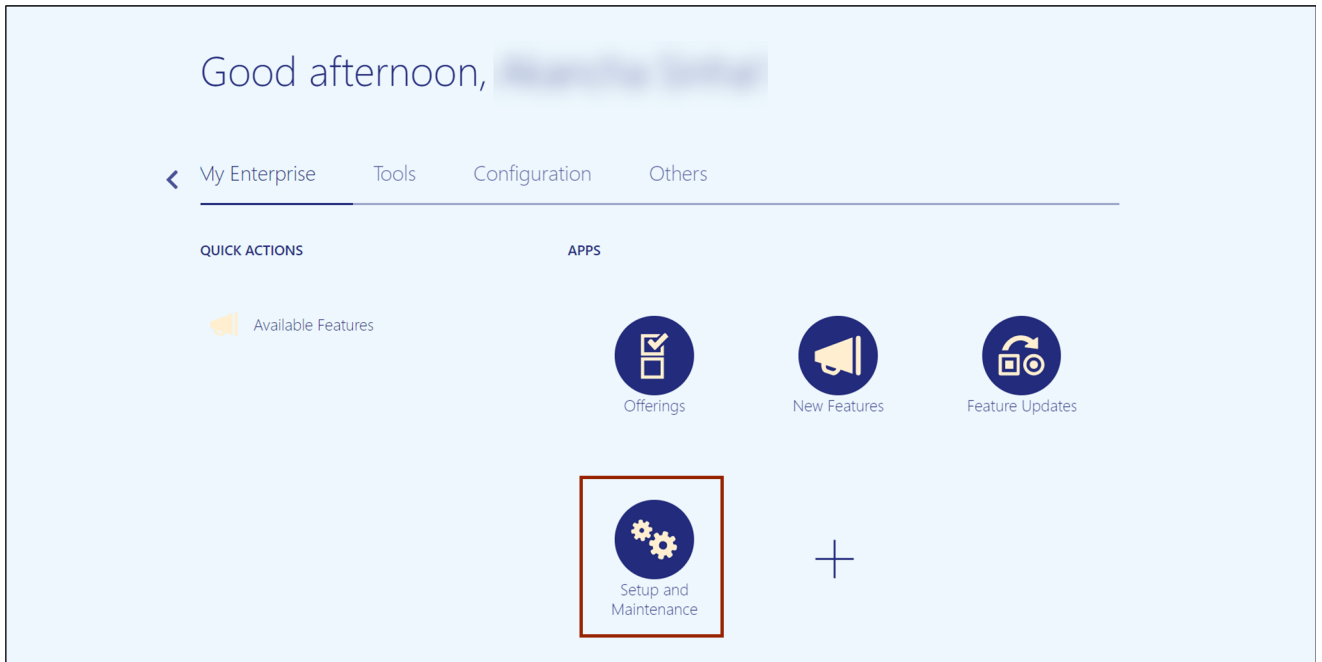 Good afternoon,
My Enterprise Tools Configuration Others
QUICK ACTIONS
APPS
Available Features
Offerings
New Features
Feature Updates
Setup and
Maintenance